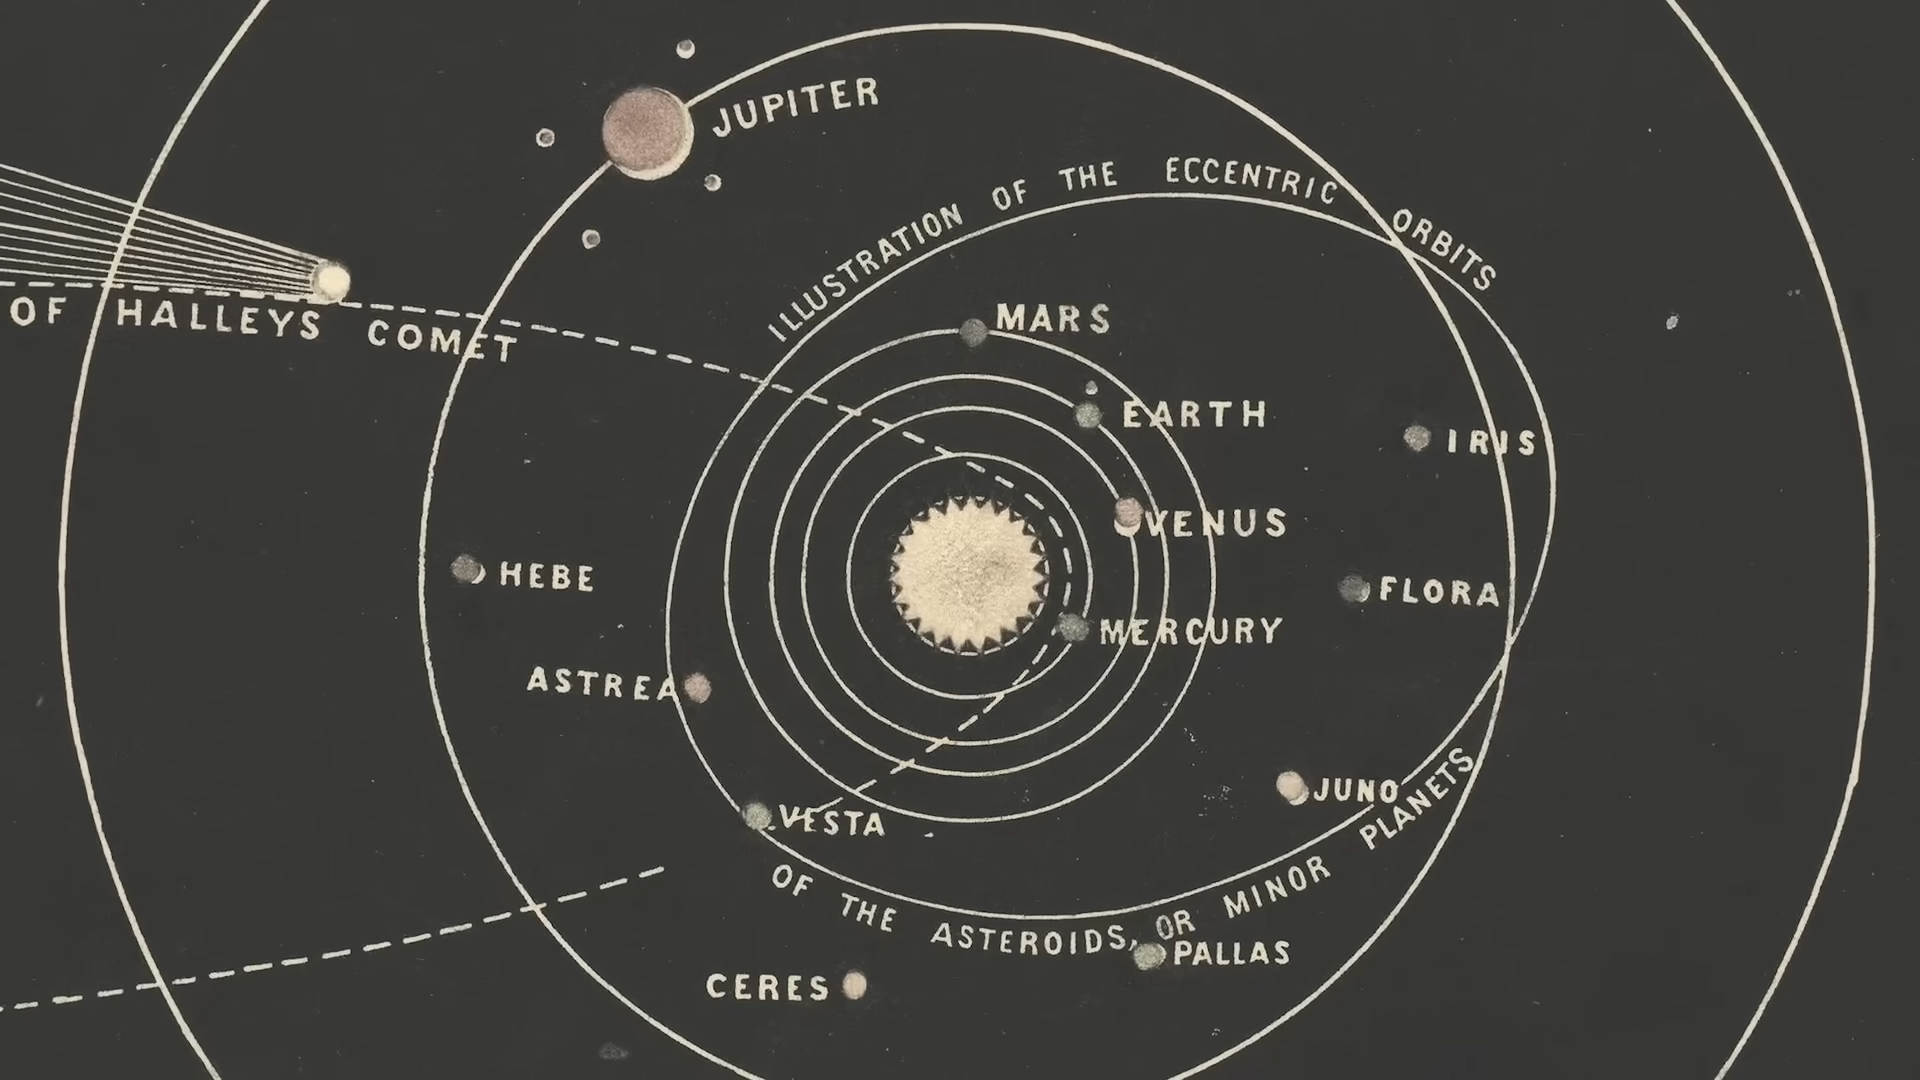 JUPITER
ILLUSTRATION OF THE ECCENTRIC ORBITS
OF HALLEYS COMET
MARS
EARTH
IRIS
VENUS
HEBE
FLORA
MERCURY
ASTREA
JUNO
VESTA
OF THE ASTEROIDS, OR MINOR PLANETS
PALLAS
CERES